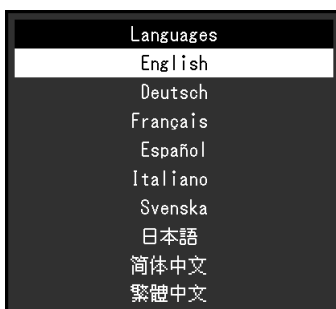 Languages
English
Deutsch
Français
Español
Italiano
Svenska
日本語
简体中文
繁體中文